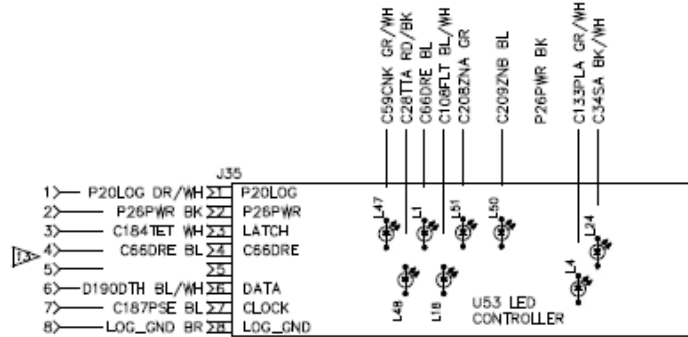 C59CNK GR/WH
C28TTA RD/BK
C66DRE BL
C108FLT BL/WH
C208ZNA GR
C209ZNB BL
P26PWR BK
C133PLA GR/WH
C34SA BK/WH
J35
1 P20LOG DR/WH 1 P20LOG
2 P26PWR BK 2 P26PWR
3 C184TET WH 3 LATCH
4 C66DRE BL 4 C66DRE
13
5 5
6 D190DTH BL/WH 6 DATA
7 C187PSE BL 7 CLOCK
8 LOG_GND BR 8 LOG_GND
L47
L1
L51
L50
L24
L48
L18
L4
U53 LED
CONTROLLER